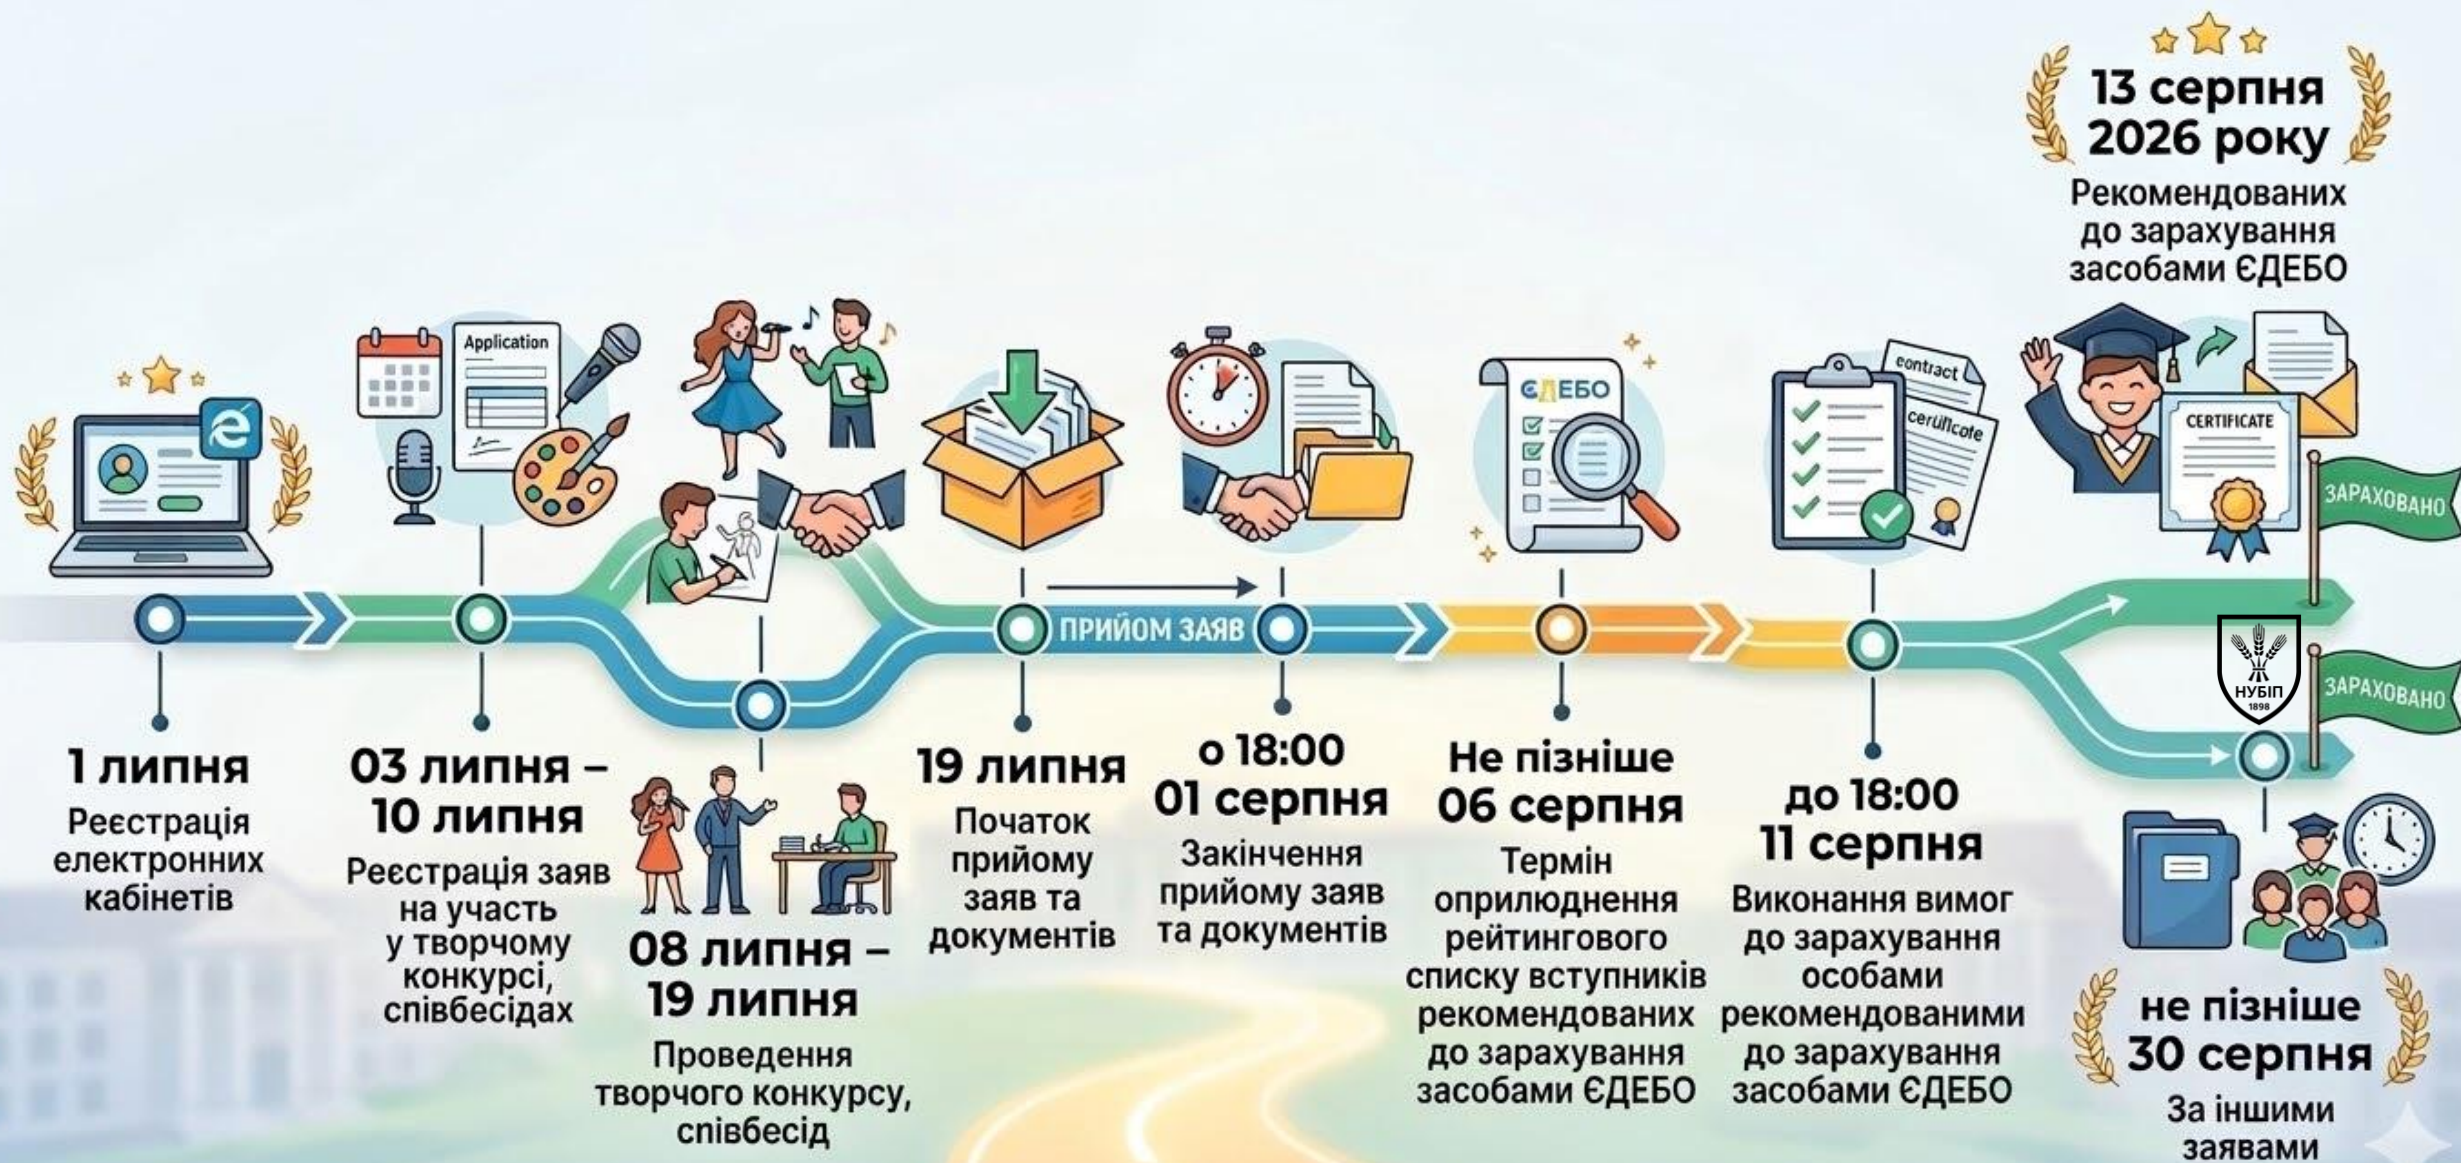 1 липня
Реєстрація
електронних
кабінетів
Application
03 липня –
10 липня
Реєстрація заяв
на участь
у творчому
конкурсі,
співбесідах
08 липня –
19 липня
Проведення
творчого конкурсу,
співбесід
19 липня
Початок
прийому
заяв та
документів
ПРИЙОМ ЗАЯВ
о 18:00
01 серпня
Закінчення
прийому заяв
та документів
ЄДЕБО
Не пізніше
06 серпня
Термін
оприлюднення
рейтингового
списку вступників
рекомендованих
до зарахування
засобами ЄДЕБО
contract
до 18:00
11 серпня
Виконання вимог
до зарахування
особами
рекомендованими
до зарахування
засобами ЄДЕБО
13 серпня
2026 року
Рекомендованих
до зарахування
засобами ЄДЕБО
CERTIFICATE
ЗАРАХОВАНО
НУБІП
1898
ЗАРАХОВАНО
не пізніше
30 серпня
За іншими
заявами